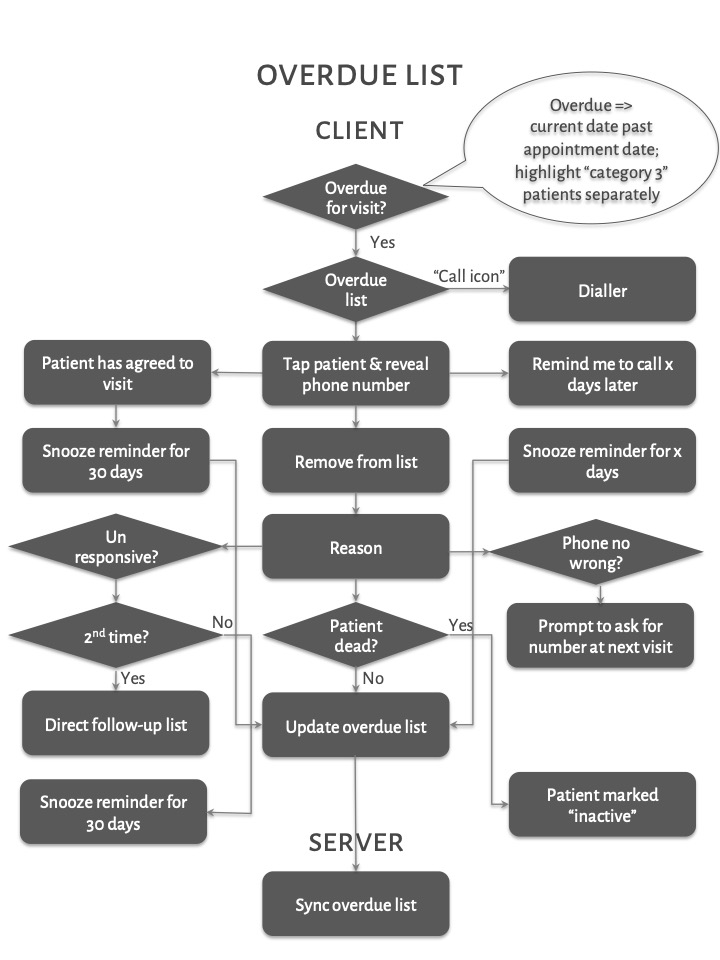 OVERDUE LIST
CLIENT
Overdue =>
current date past
appointment date;
highlight “category 3”
patients separately
Overdue
for visit?
Yes
Overdue
list
“Call icon”
Dialler
Patient has agreed to
visit
Tap patient & reveal
phone number
Remind me to call x
days later
Snooze reminder for
30 days
Remove from list
Snooze reminder for x
days
Un
responsive?
Reason
Phone no
wrong?
2nd time?
No
Patient
dead?
Yes
Prompt to ask for
number at next visit
Yes
No
Direct follow-up list
Update overdue list
Snooze reminder for
30 days
Patient marked
“inactive”
SERVER
Sync overdue list